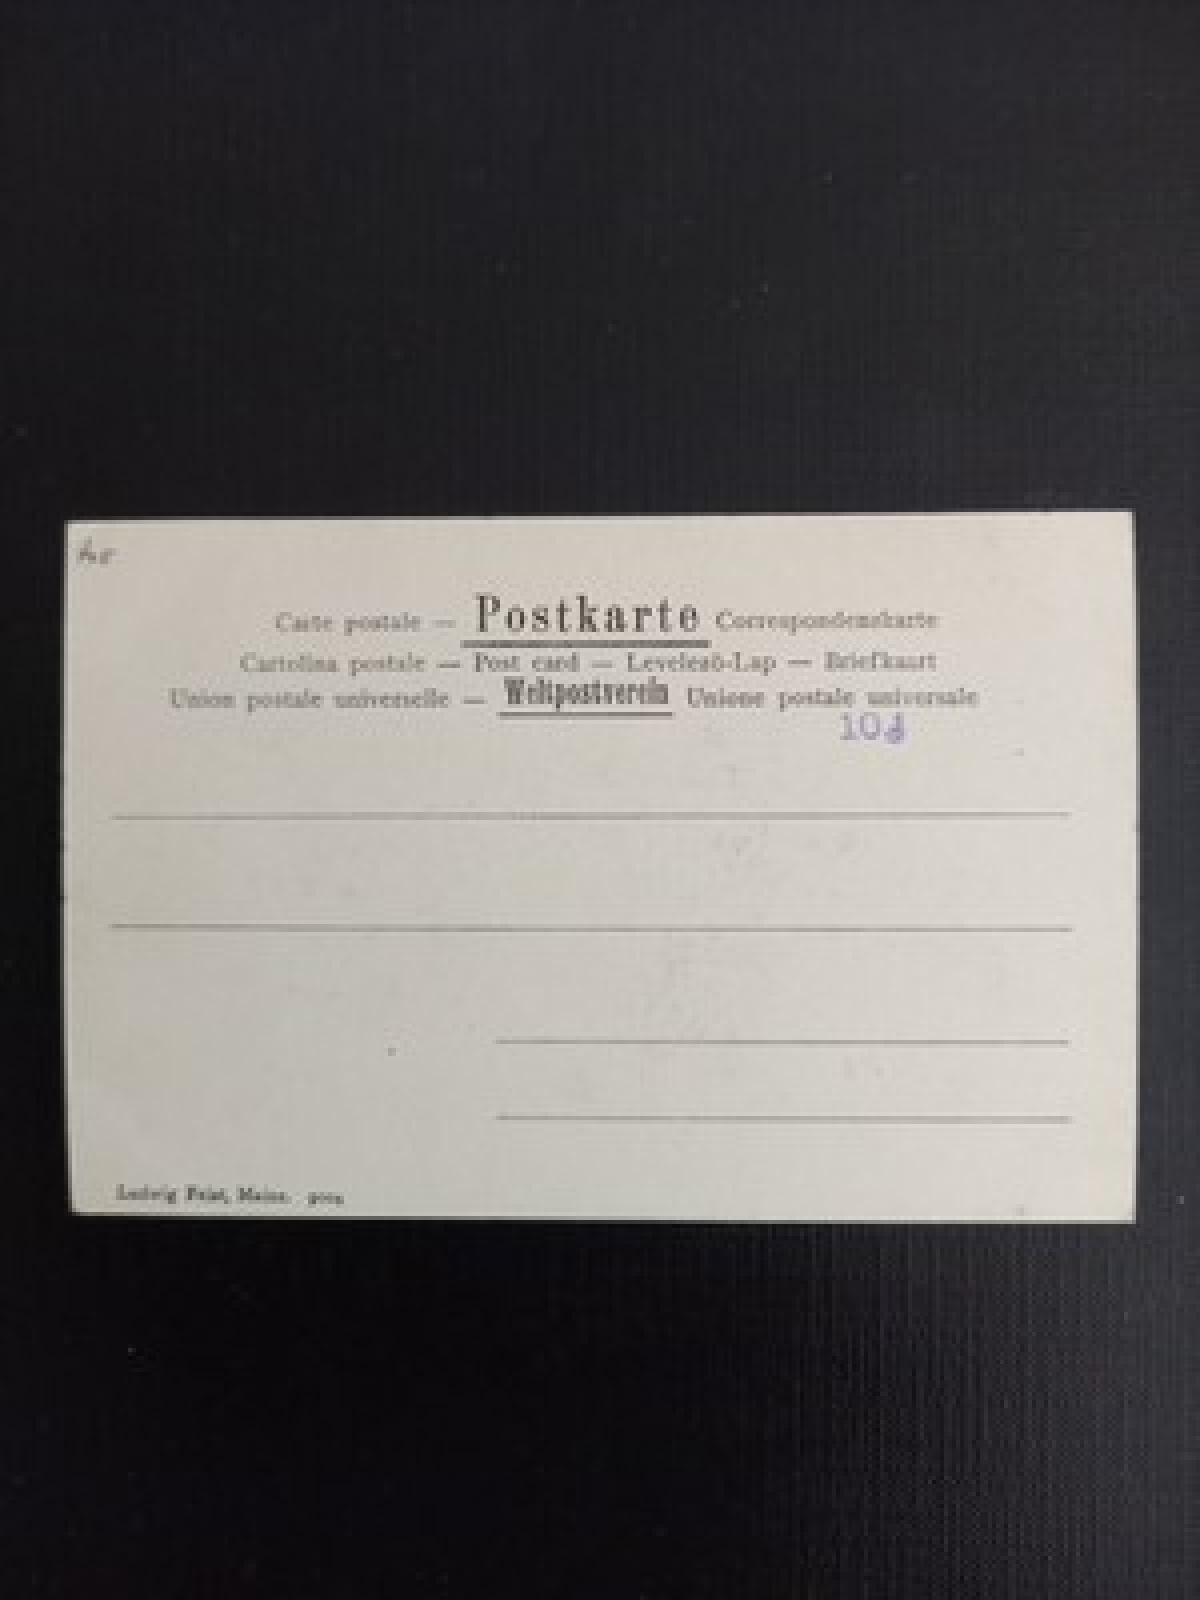 Carte postale — Postkarte Correspondenzkarte
Cartolina postale — Post card — Levelezö-Lap — Briefkaart
Union postale universelle — Weltpostverein Unione postale universale
10d
Ludwig Feist, Mainz.